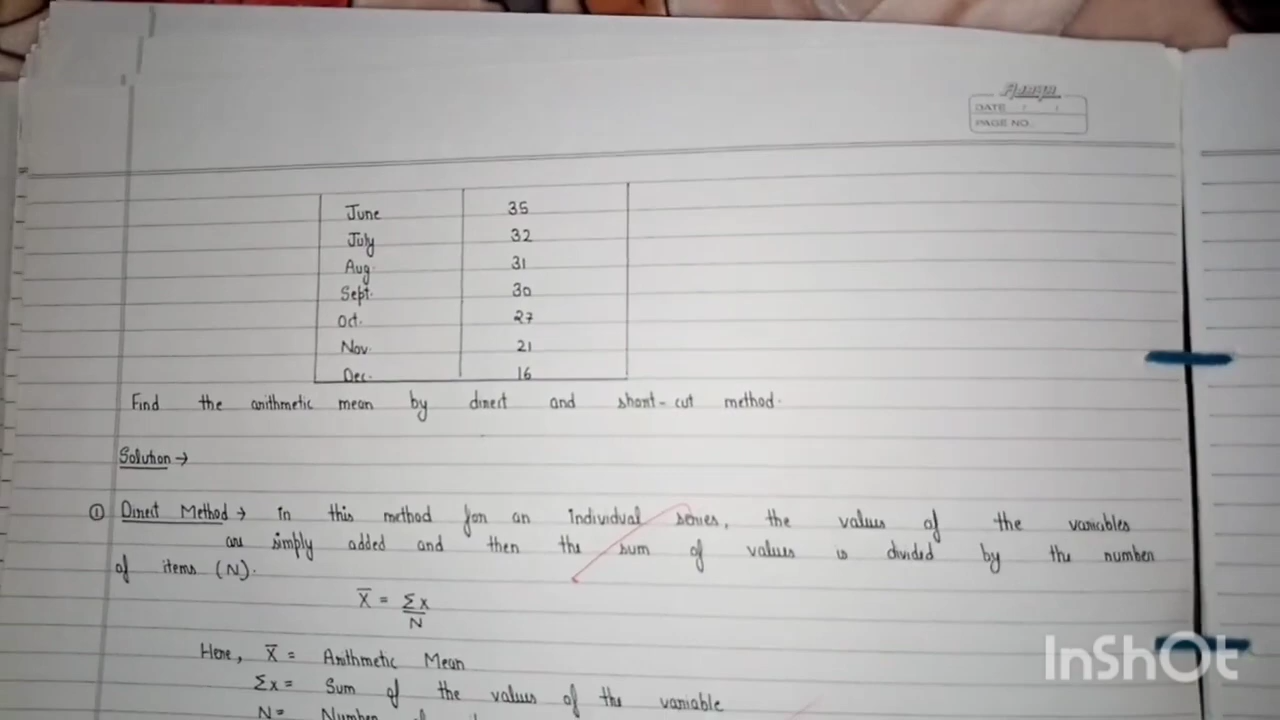 Ajanta
DATE / /
PAGE NO.
June 35
July 32
Aug. 31
Sept. 30
Oct. 27
Nov. 21
Dec. 16
Find the arithmetic mean by direct and short-cut method.
Solution →
① Direct Method → In this method for an individual series, the values of the variables
are simply added and then the sum of values is divided by the number
of items (N).
X̄ = Σx
N
Here, X̄ = Arithmetic Mean
Σx = Sum of the values of the variable
N = Number of
InShOt